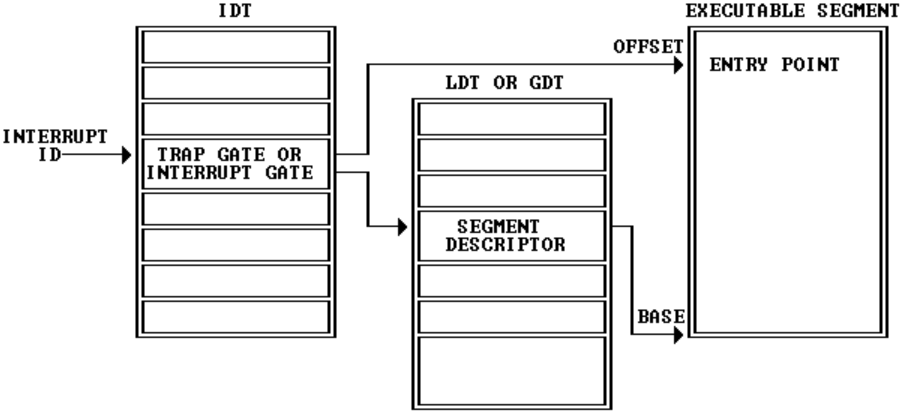 IDT
EXECUTABLE SEGMENT
OFFSET
ENTRY POINT
LDT OR GDT
INTERRUPT
ID
TRAP GATE OR
INTERRUPT GATE
SEGMENT
DESCRIPTOR
BASE